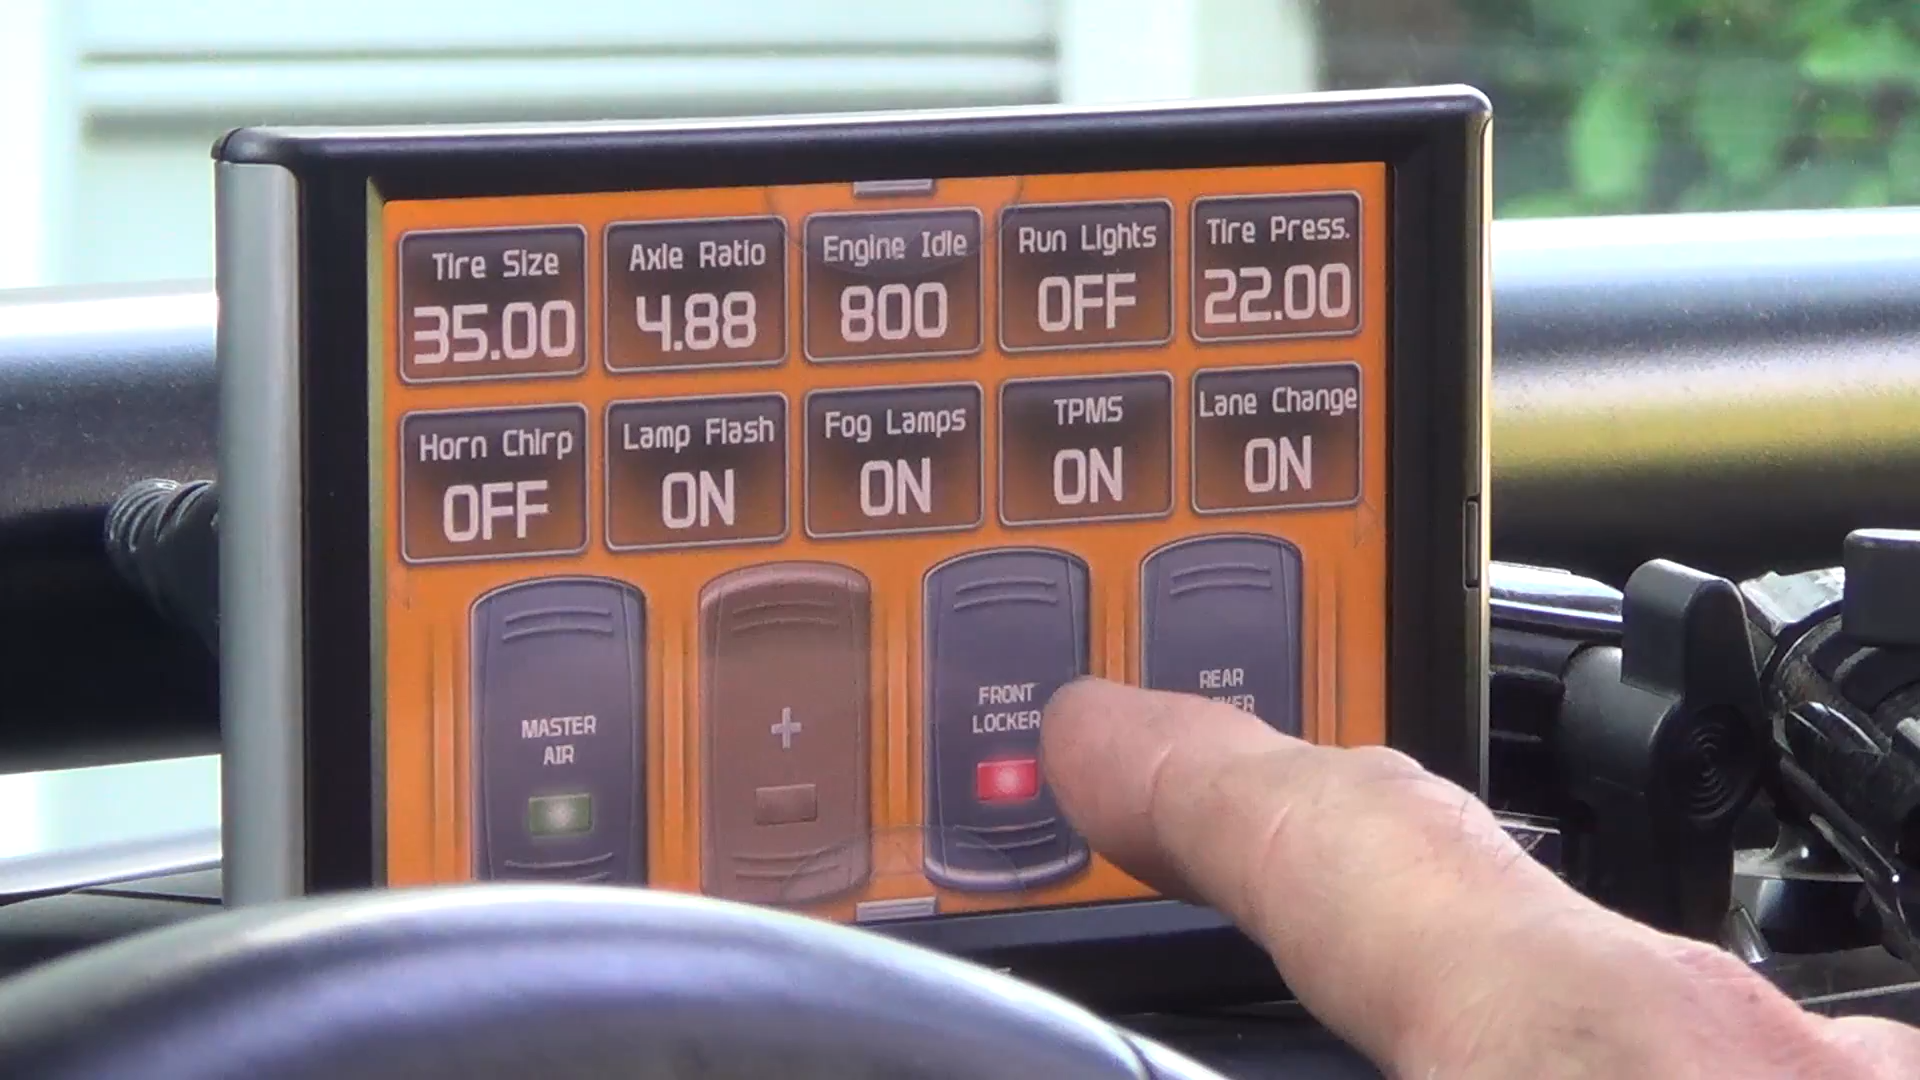 Tire Size
35.00
Axle Ratio
4.88
Engine Idle
800
Run Lights
OFF
Tire Press.
22.00
Horn Chirp
OFF
Lamp Flash
ON
Fog Lamps
ON
TPMS
ON
Lane Change
ON
MASTER
AIR
+
FRONT
LOCKER
REAR